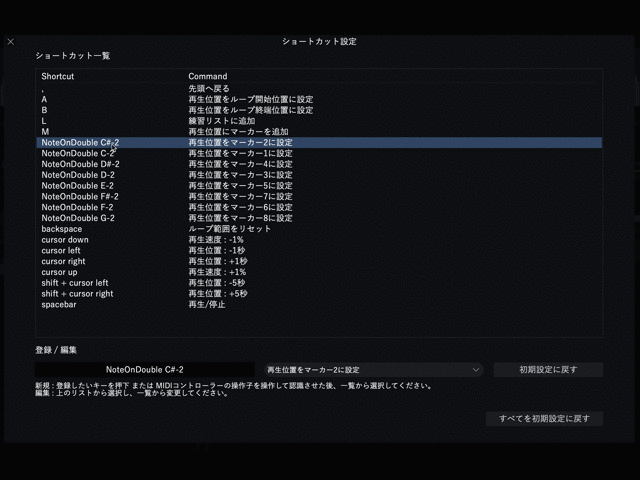 ショートカット設定
ショートカット一覧
Shortcut Command
, 先頭へ戻る
A 再生位置をループ開始位置に設定
B 再生位置をループ終端位置に設定
L 練習リストに追加
M 再生位置にマーカーを追加
NoteOnDouble C#-2 再生位置をマーカー2に設定
NoteOnDouble C-2 再生位置をマーカー1に設定
NoteOnDouble D#-2 再生位置をマーカー4に設定
NoteOnDouble D-2 再生位置をマーカー3に設定
NoteOnDouble E-2 再生位置をマーカー5に設定
NoteOnDouble F#-2 再生位置をマーカー7に設定
NoteOnDouble F-2 再生位置をマーカー6に設定
NoteOnDouble G-2 再生位置をマーカー8に設定
backspace ループ範囲をリセット
cursor down 再生速度 : -1%
cursor left 再生位置 : -1秒
cursor right 再生位置 : +1秒
cursor up 再生速度 : +1%
shift + cursor left 再生位置 : -5秒
shift + cursor right 再生位置 : +5秒
spacebar 再生/停止
登録 / 編集
NoteOnDouble C#-2 再生位置をマーカー2に設定 初期設定に戻す
新規 : 登録したいキーを押下 または MIDIコントローラーの操作子を操作して認識させた後、一覧から選択してください。
編集 : 上のリストから選択し、一覧から変更してください。
すべてを初期設定に戻す